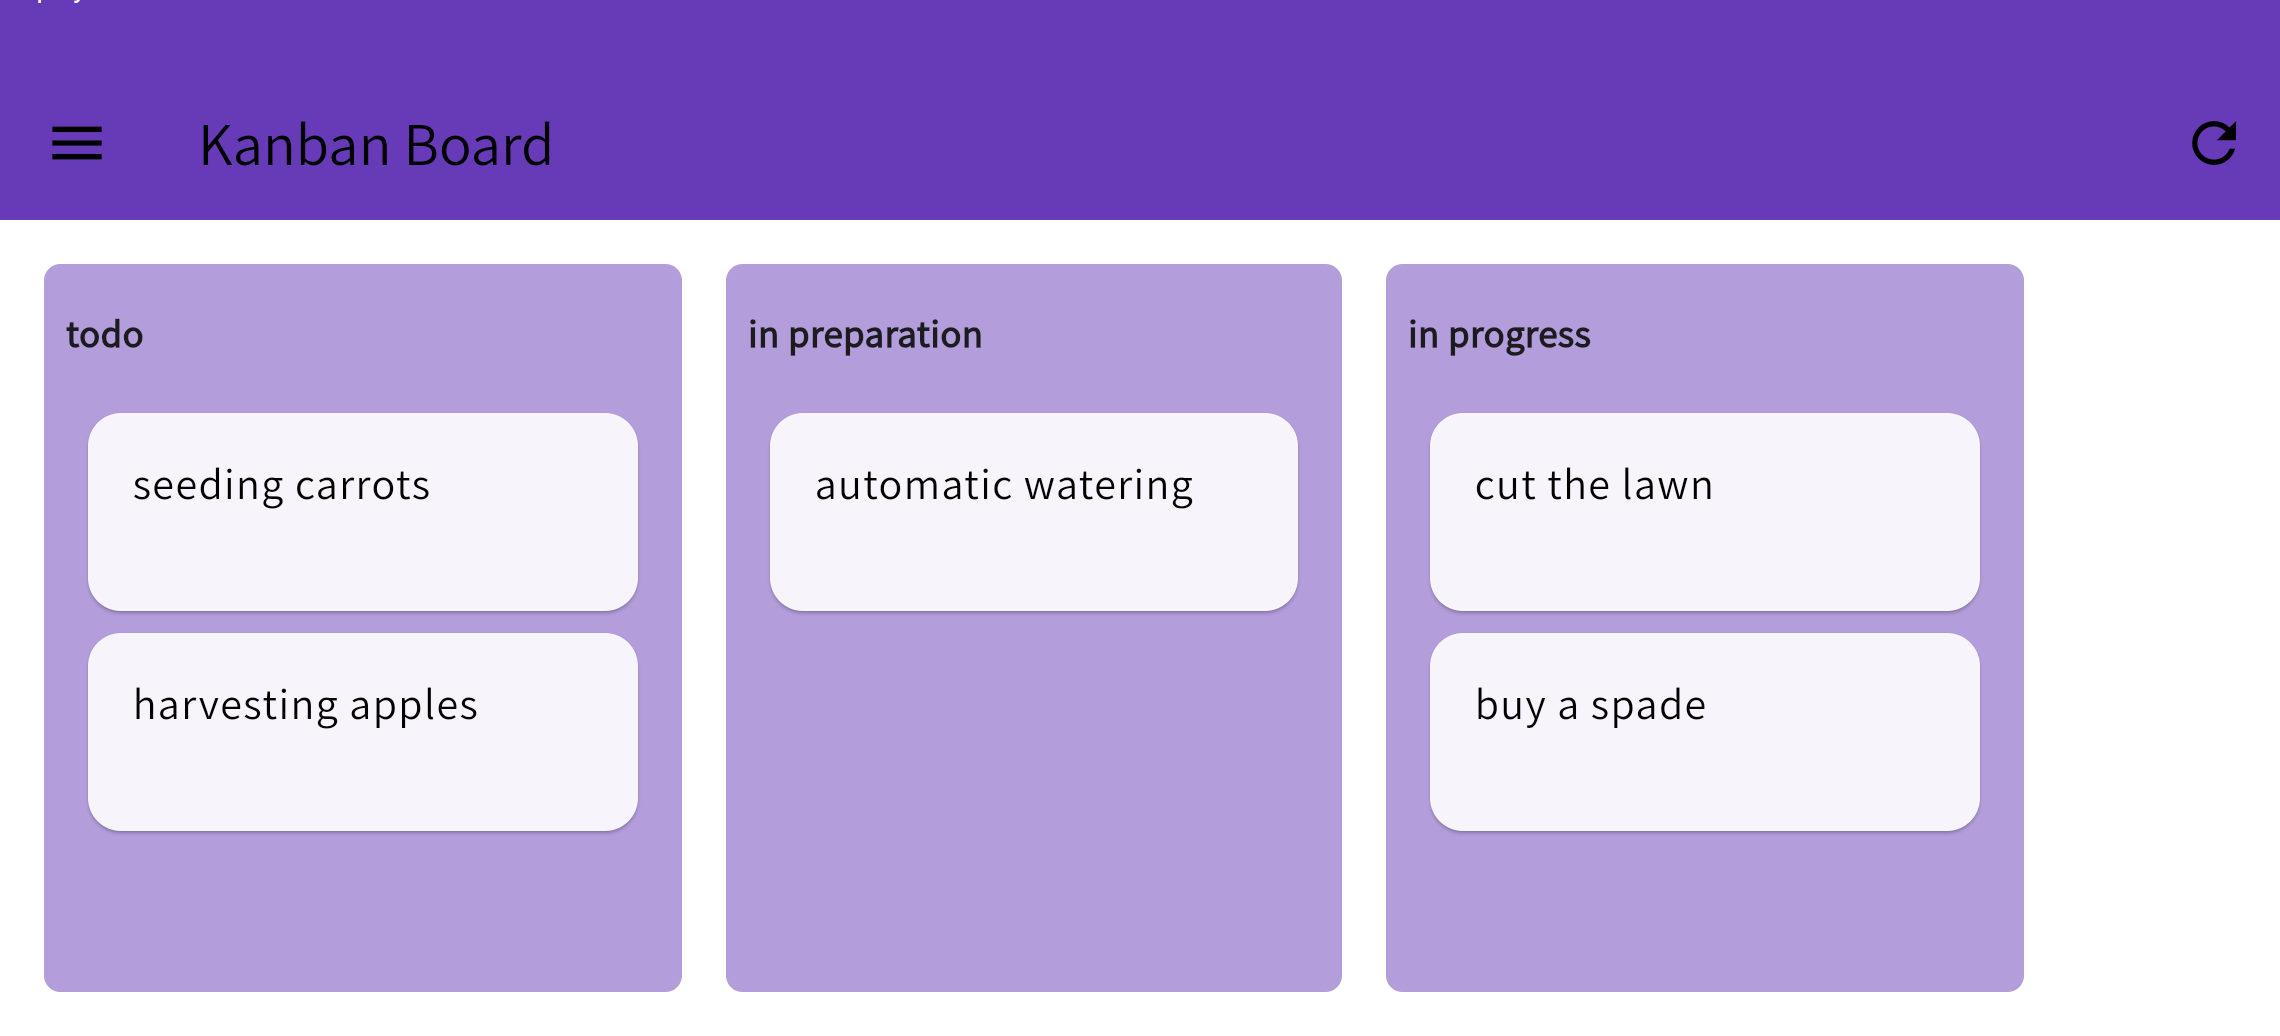 Kanban Board
todo
seeding carrots
harvesting apples
in preparation
automatic watering
in progress
cut the lawn
buy a spade